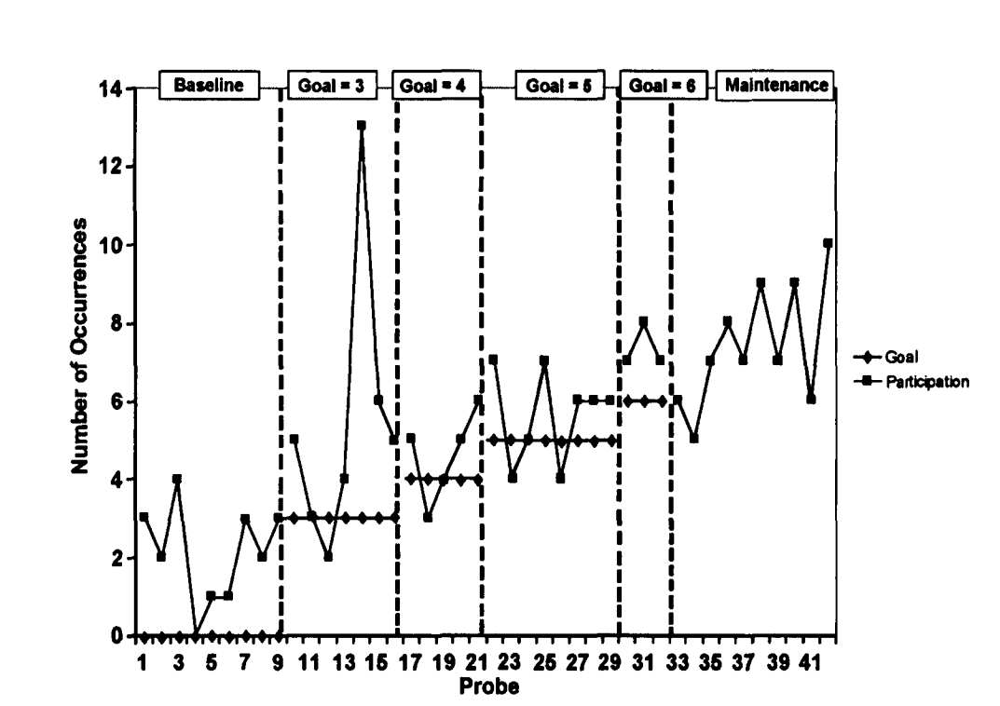 Baseline
Goal = 3
Goal = 4
Goal = 5
Goal = 6
Maintenance
14
12
10
8
6
4
2
0
Number of Occurrences
1 3 5 7 9 11 13 15 17 19 21 23 25 27 29 31 33 35 37 39 41
Probe
Goal
Participation